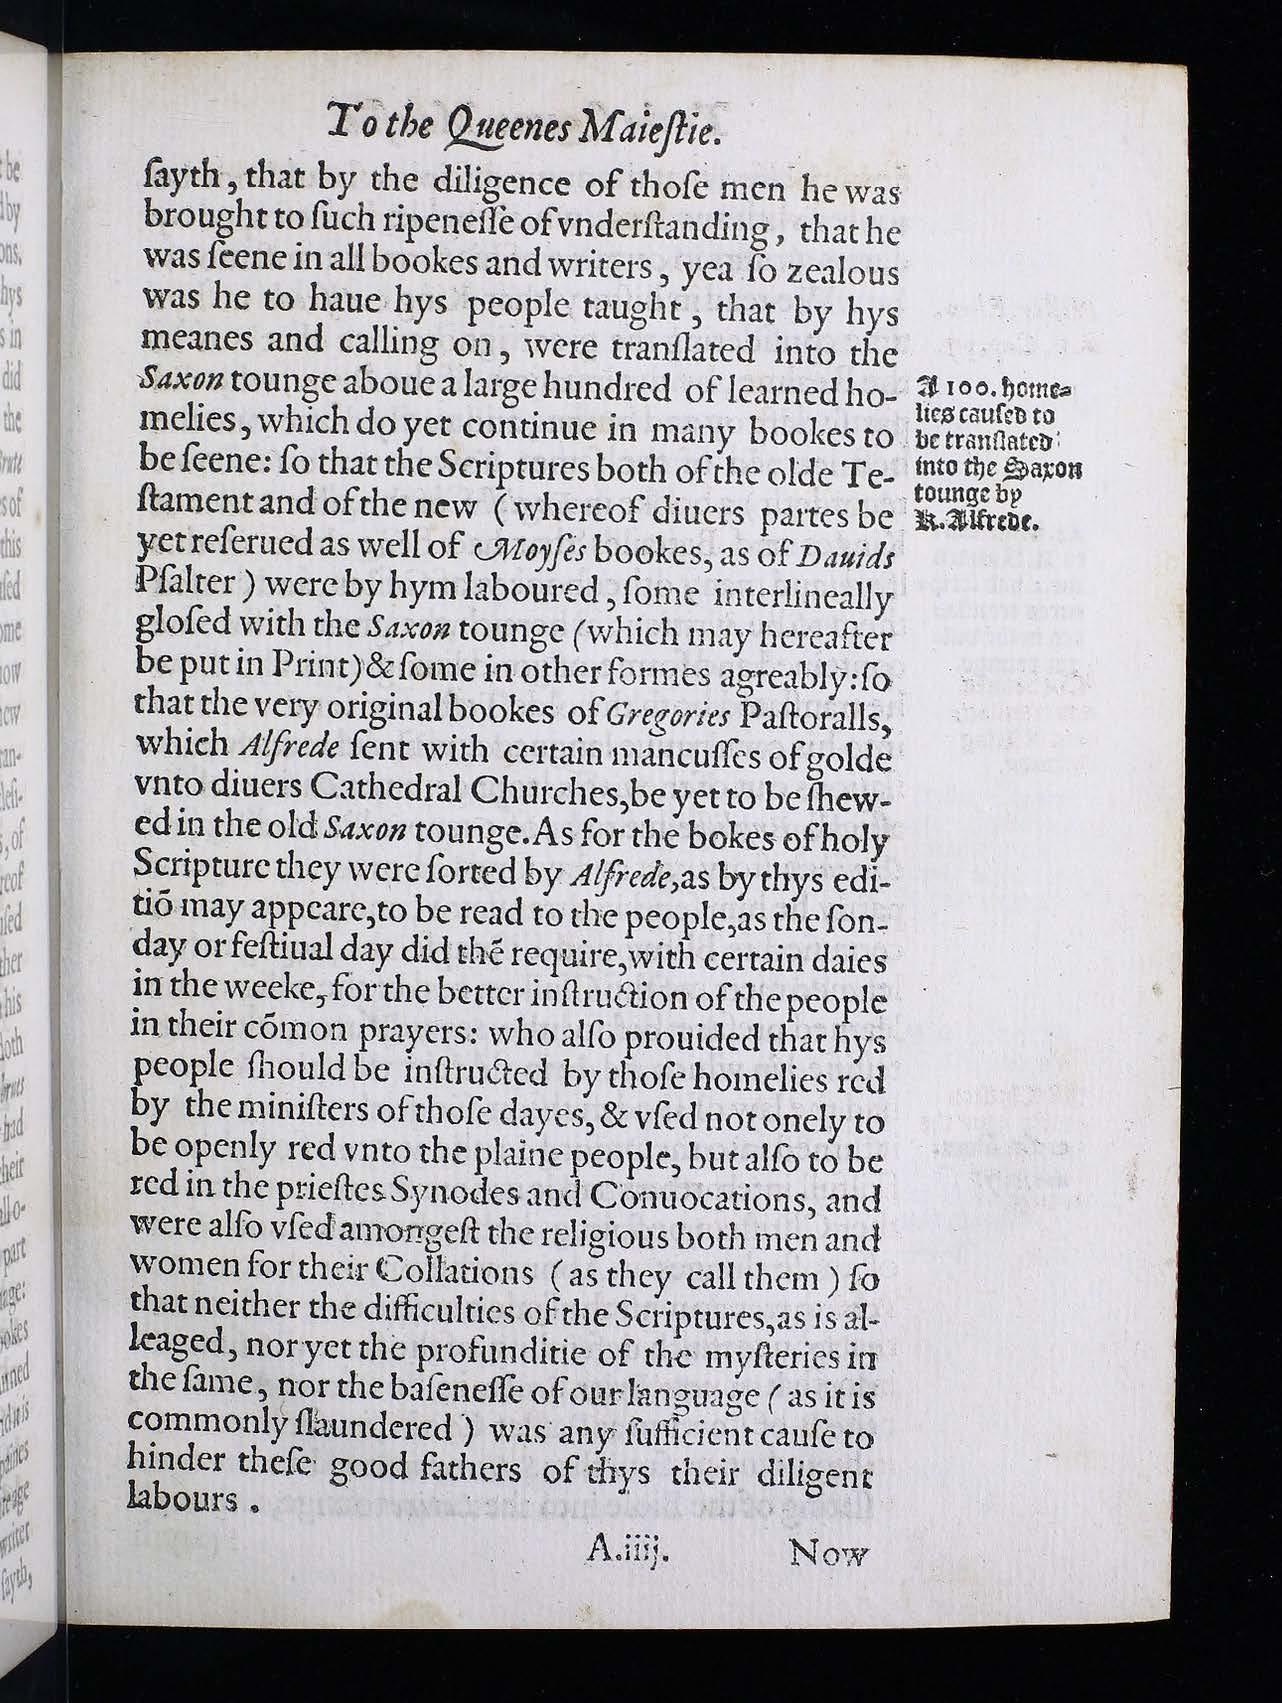 To the Queenes Maieſtie.
ſayth, that by the diligence of thoſe men he was
brought to ſuch ripeneſſe of vnderſtanding, that he
was ſeene in all bookes and writers, yea ſo zealous
was he to haue hys people taught, that by hys
meanes and calling on, were tranſlated into the
Saxon tounge aboue a large hundred of learned ho-
melies, which do yet continue in many bookes to
be ſeene: ſo that the Scriptures both of the olde Te-
ſtament and of the new (whereof diuers partes be
yet reſerued as well of Moyſes bookes, as of Dauids
Pſalter) were by hym laboured, ſome interlineally
gloſed with the Saxon tounge (which may hereafter
be put in Print) & ſome in other formes agreably: ſo
that the very original bookes of Gregories Paſtoralls,
which Alfrede ſent with certain mancuſſes of golde
vnto diuers Cathedral Churches, be yet to be ſhew-
ed in the old Saxon tounge. As for the bokes of holy
Scripture they were ſorted by Alfrede, as by thys edi-
tiō may appeare, to be read to the people, as the ſon-
day or feſtiual day did thē require, with certain daies
in the weeke, for the better inſtruction of the people
in their cōmon prayers: who alſo prouided that hys
people ſhould be inſtructed by thoſe homelies red
by the miniſters of thoſe dayes, & vſed not onely to
be openly red vnto the plaine people, but alſo to be
red in the prieſtes Synodes and Conuocations, and
were alſo vſed amongeſt the religious both men and
women for their Collations (as they call them) ſo
that neither the difficulties of the Scriptures, as is al-
leaged, nor yet the profunditie of the myſteries in
the ſame, nor the baſeneſſe of our language (as it is
commonly ſlaundered) was any ſufficient cauſe to
hinder theſe good fathers of thys their diligent
labours.
A 100. home-
lies cauſed to
be tranſlated
into the Saxon
tounge by
K. Alfrede.
A.iiij.
Now